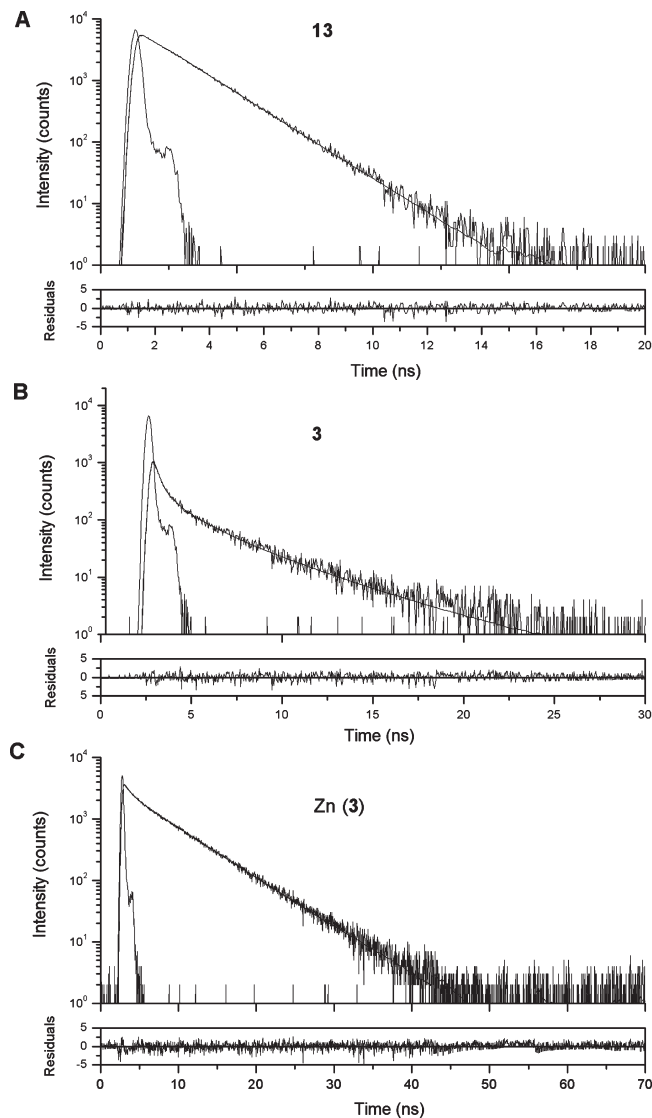 A
13
10^4
10^3
10^2
10^1
10^0
Intensity (counts)
5
0
-5
Residuals
0 2 4 6 8 10 12 14 16 18 20
Time (ns)
B
3
10^4
10^3
10^2
10^1
10^0
Intensity (counts)
5
0
5
Residuals
0 5 10 15 20 25 30
Time (ns)
C
Zn (3)
10^4
10^3
10^2
10^1
10^0
Intensity (counts)
5
0
-5
Residuals
0 10 20 30 40 50 60 70
Time (ns)